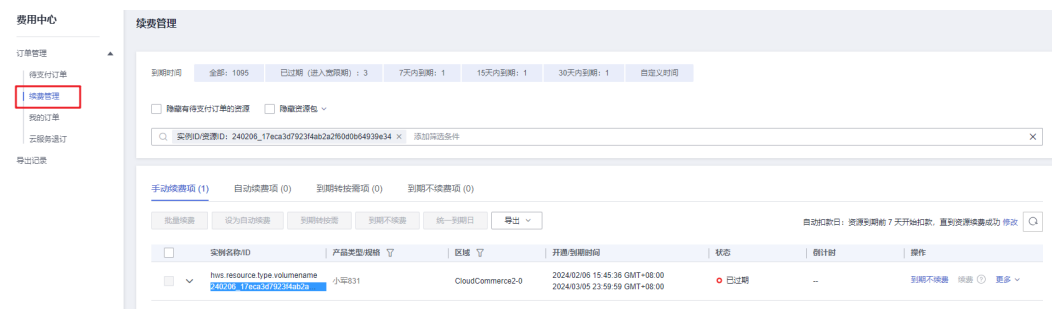 费用中心
续费管理
订单管理
待支付订单
续费管理
我的订单
云服务退订
导出记录
到期时间 全部：1095 已过期（进入宽限期）：3 7天内到期：1 15天内到期：1 30天内到期：1 自定义时间
隐藏有待支付订单的资源 隐藏资源包
实例ID/资源ID：240206_17eca3d7923f4ab2a2f60d0b64939e34 × 添加筛选条件 ×
手动续费项 (1) 自动续费项 (0) 到期转按需项 (0) 到期不续费项 (0)
批量续费 设为自动续费 到期转按需 到期不续费 统一到期日 导出
自动扣款日：资源到期前 7 天开始扣款，直到资源续费成功 修改
实例名称/ID 产品类型/规格 区域 开通/到期时间 状态 倒计时 操作
hws.resource.type.volumename
240206_17eca3d7923f4ab2a
小军831 CloudCommerce2-0
2024/02/06 15:45:36 GMT+08:00
2024/03/05 23:59:59 GMT+08:00
已过期 -- 到期不续费 续费 ? 更多